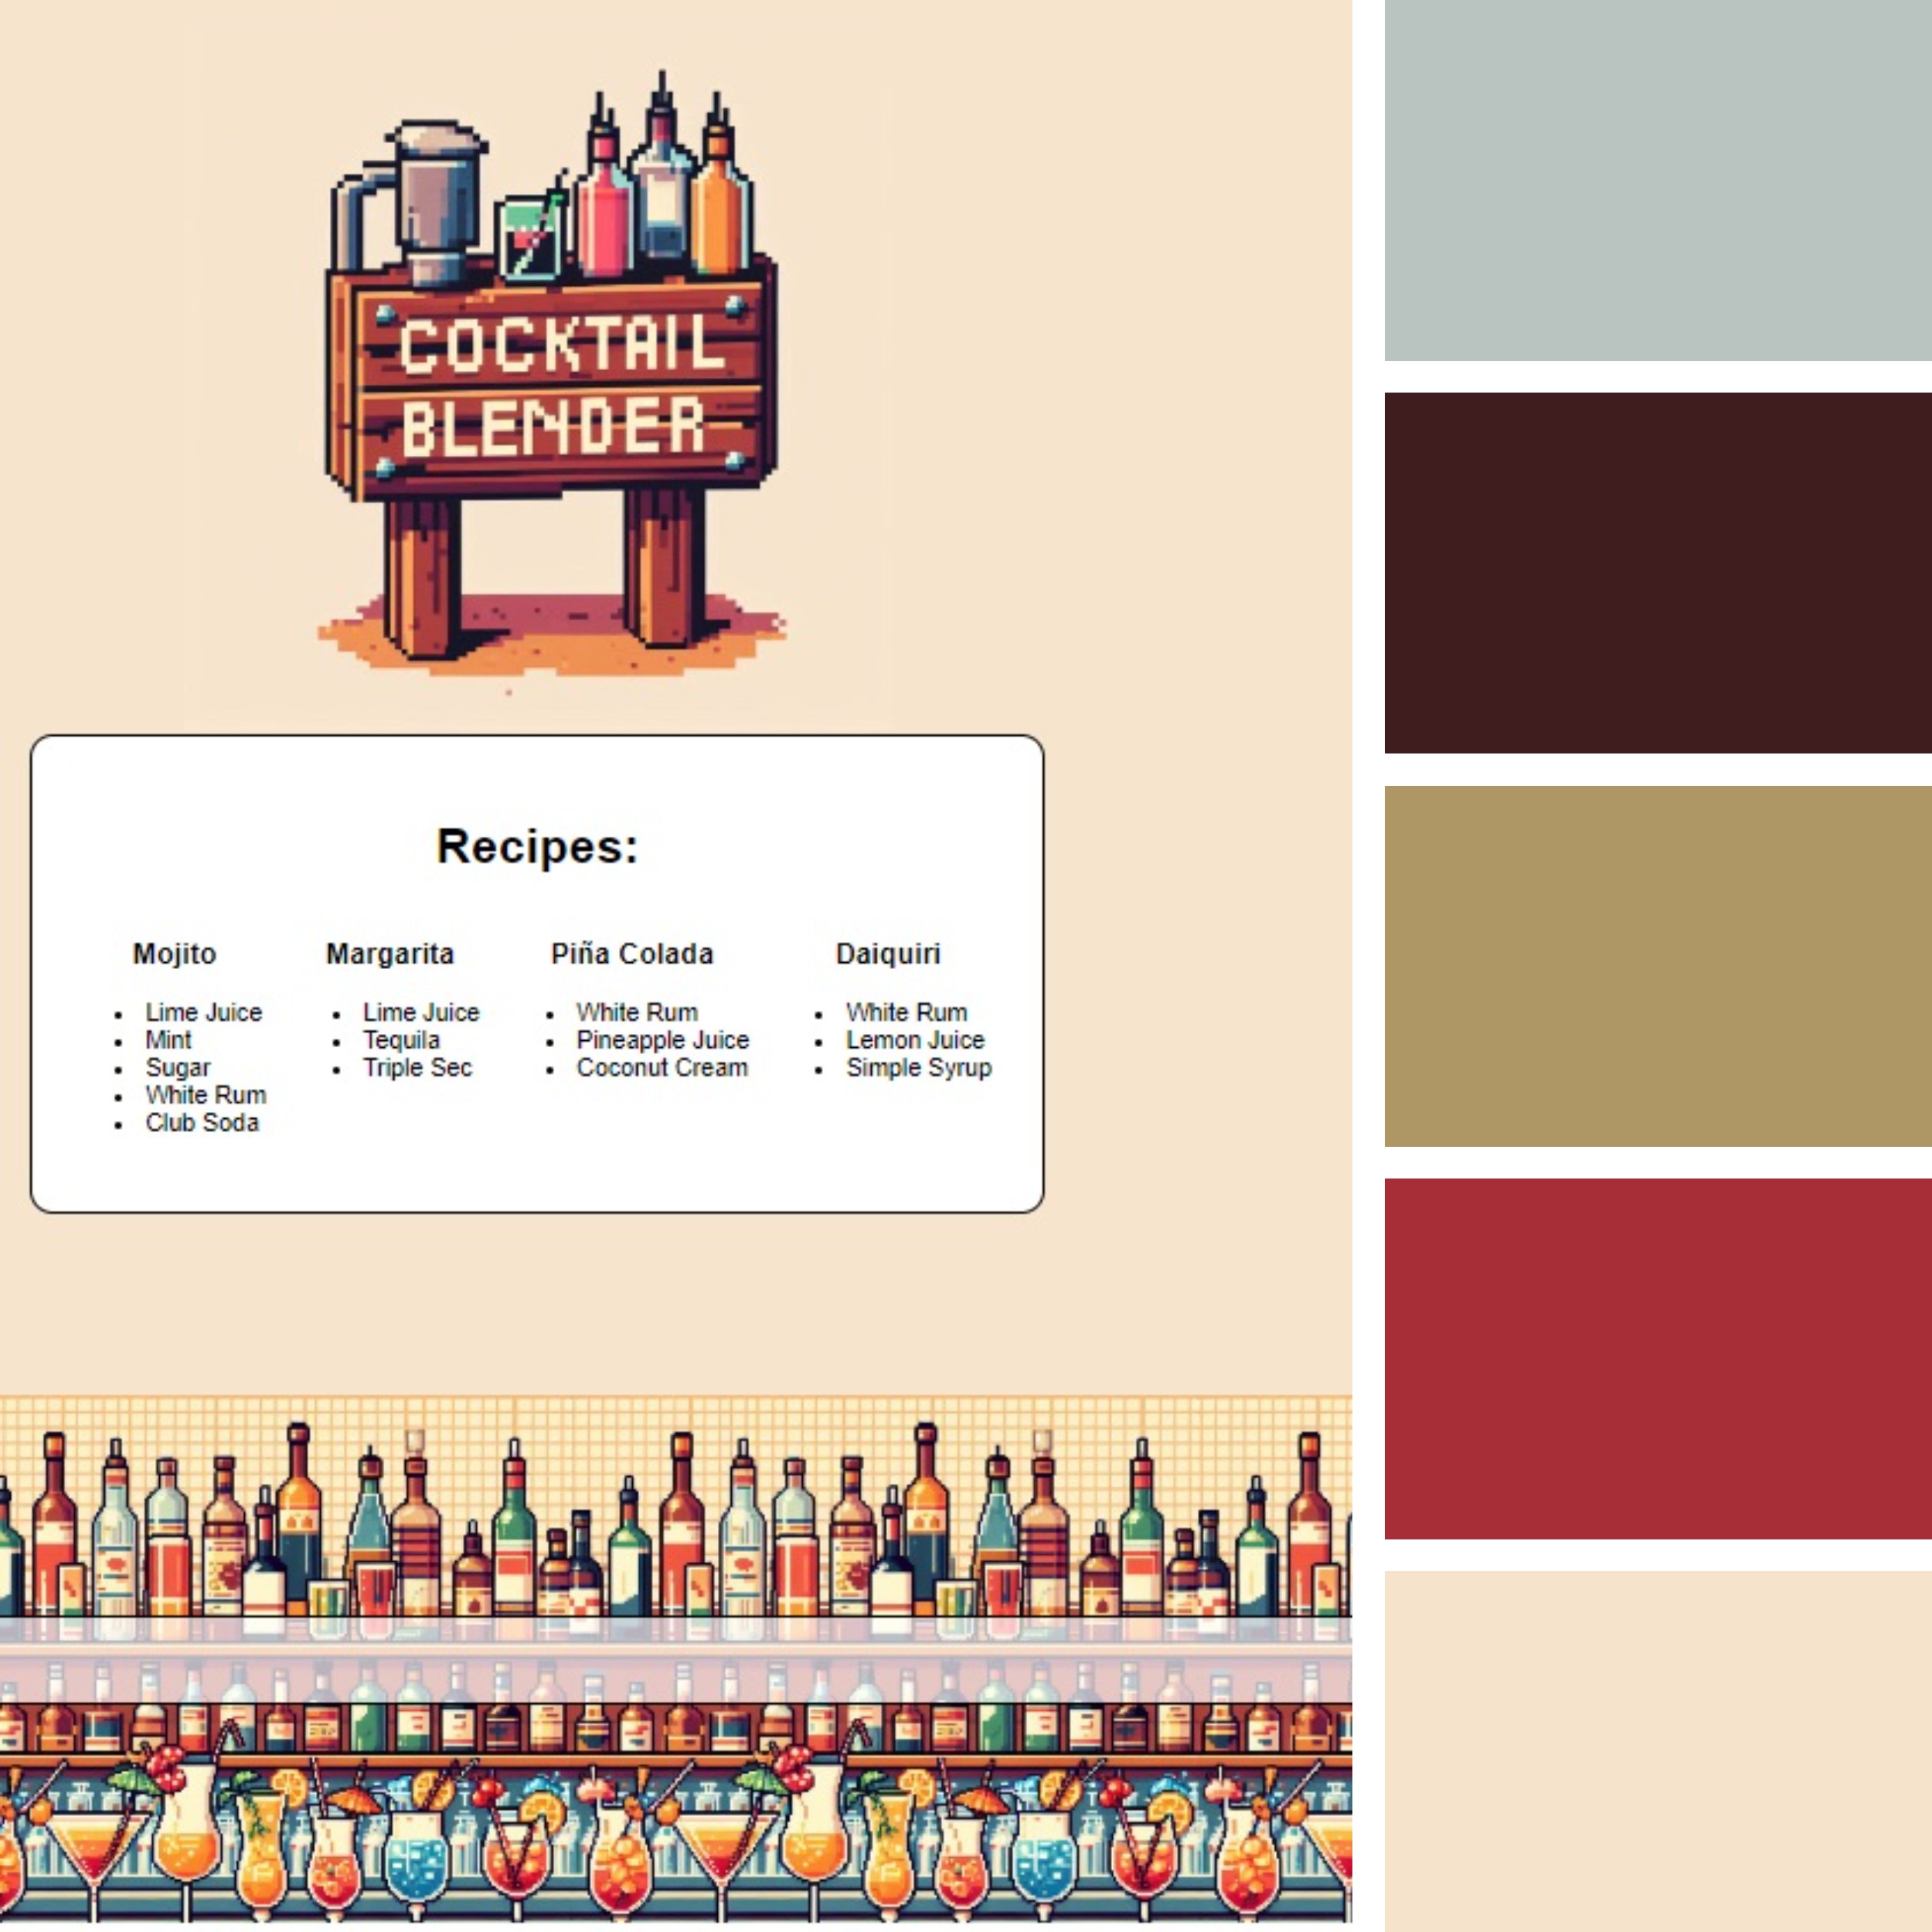 COCKTAIL
BLENDER
Recipes:
Mojito
Lime Juice
Mint
Sugar
White Rum
Club Soda
Margarita
Lime Juice
Tequila
Triple Sec
Piña Colada
White Rum
Pineapple Juice
Coconut Cream
Daiquiri
White Rum
Lemon Juice
Simple Syrup